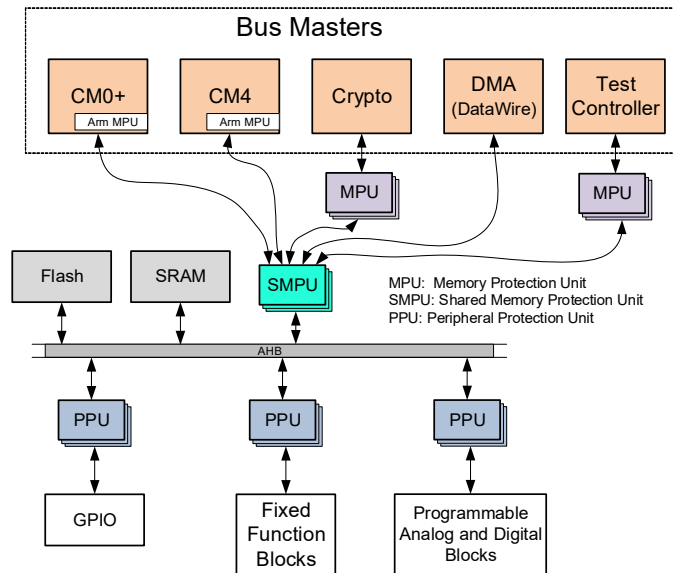 Bus Masters
CM0+
Arm MPU
CM4
Arm MPU
Crypto
DMA
(DataWire)
Test
Controller
MPU
MPU
Flash
SRAM
SMPU
MPU: Memory Protection Unit
SMPU: Shared Memory Protection Unit
PPU: Peripheral Protection Unit
AHB
PPU
PPU
PPU
GPIO
Fixed
Function
Blocks
Programmable
Analog and Digital
Blocks